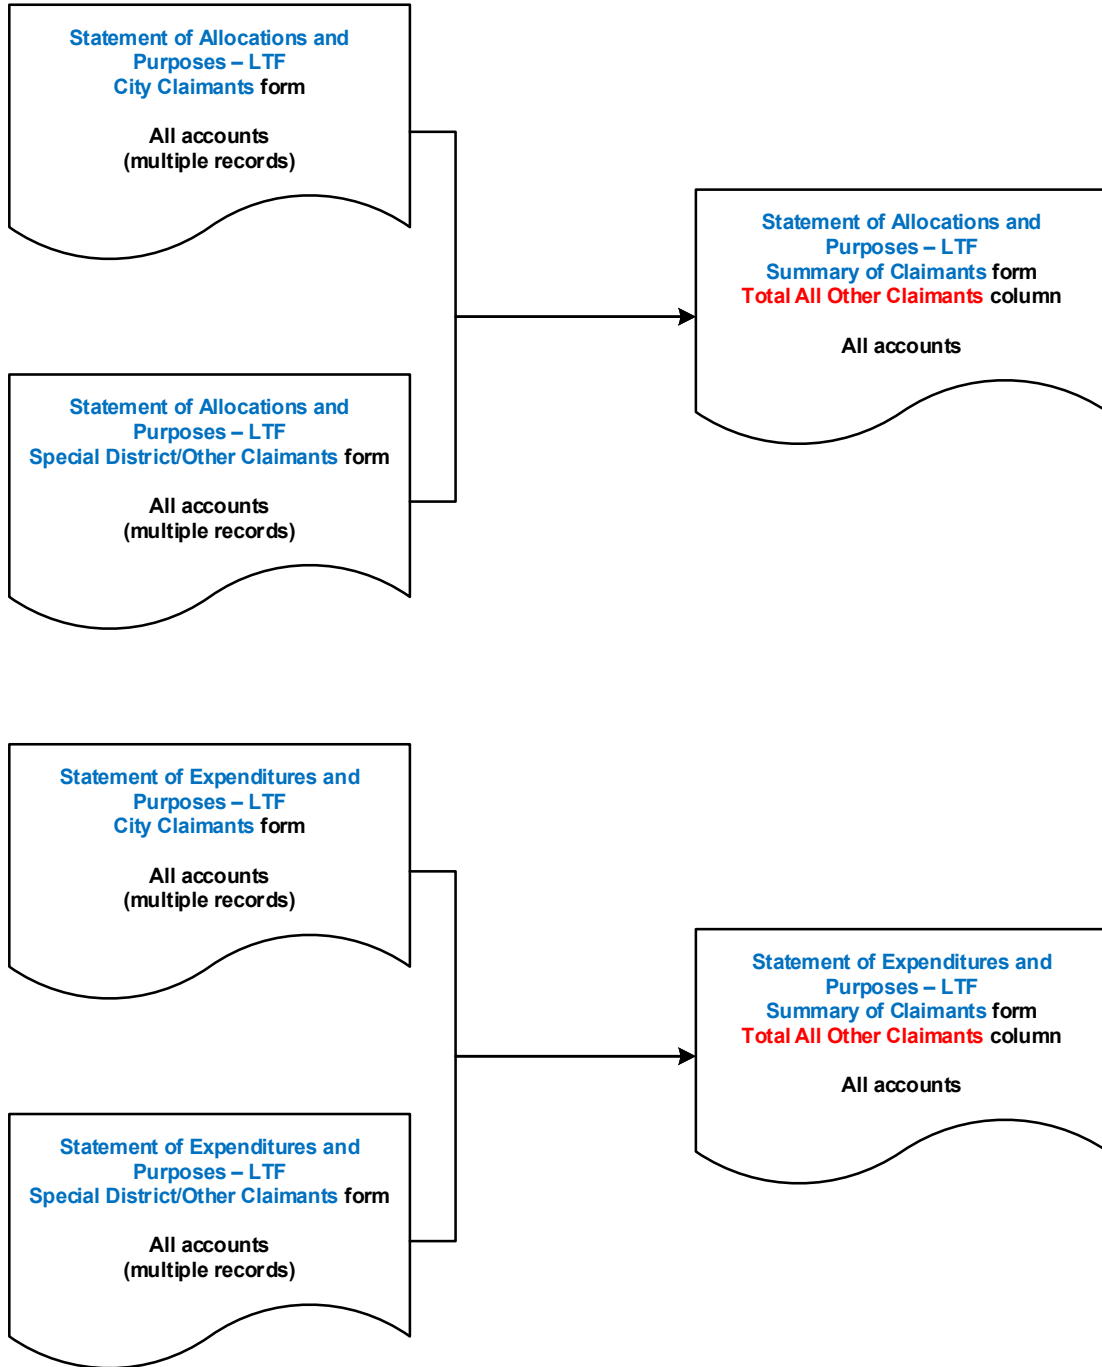 Statement of Allocations and
Purposes – LTF
City Claimants form
All accounts
(multiple records)
Statement of Allocations and
Purposes – LTF
Summary of Claimants form
Total All Other Claimants column
All accounts
Statement of Allocations and
Purposes – LTF
Special District/Other Claimants form
All accounts
(multiple records)
Statement of Expenditures and
Purposes – LTF
City Claimants form
All accounts
(multiple records)
Statement of Expenditures and
Purposes – LTF
Summary of Claimants form
Total All Other Claimants column
All accounts
Statement of Expenditures and
Purposes – LTF
Special District/Other Claimants form
All accounts
(multiple records)